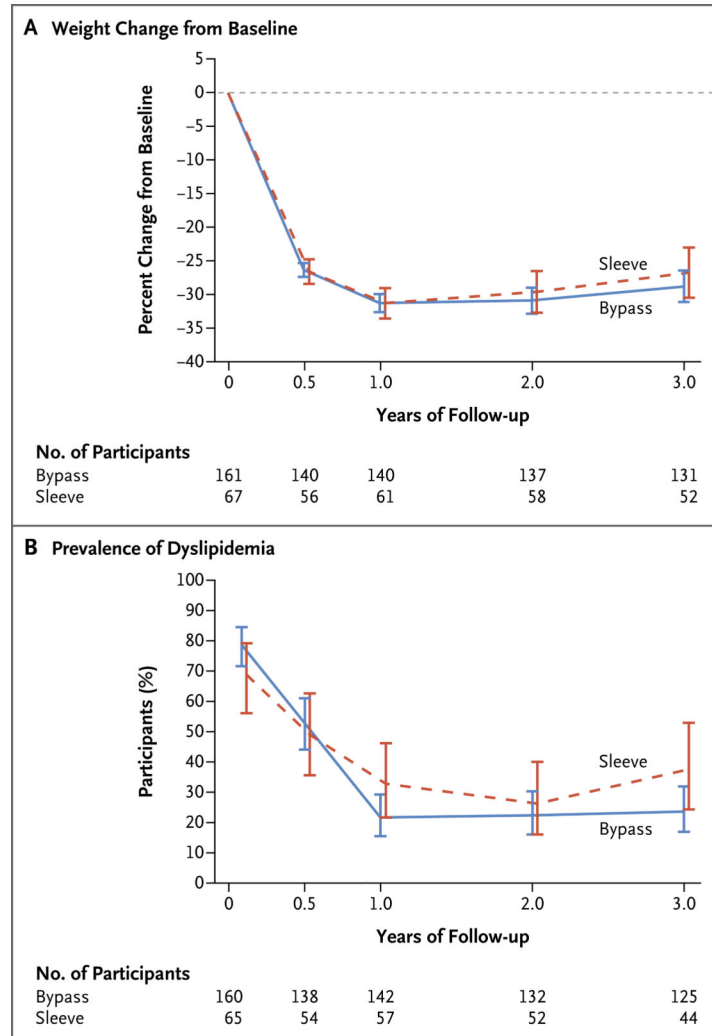 A Weight Change from Baseline
5
0
−5
−10
−15
−20
−25
−30
−35
−40
Percent Change from Baseline
Sleeve
Bypass
0 0.5 1.0 2.0 3.0
Years of Follow-up
No. of Participants
Bypass 161 140 140 137 131
Sleeve 67 56 61 58 52
B Prevalence of Dyslipidemia
100
90
80
70
60
50
40
30
20
10
0
Participants (%)
Sleeve
Bypass
0 0.5 1.0 2.0 3.0
Years of Follow-up
No. of Participants
Bypass 160 138 142 132 125
Sleeve 65 54 57 52 44